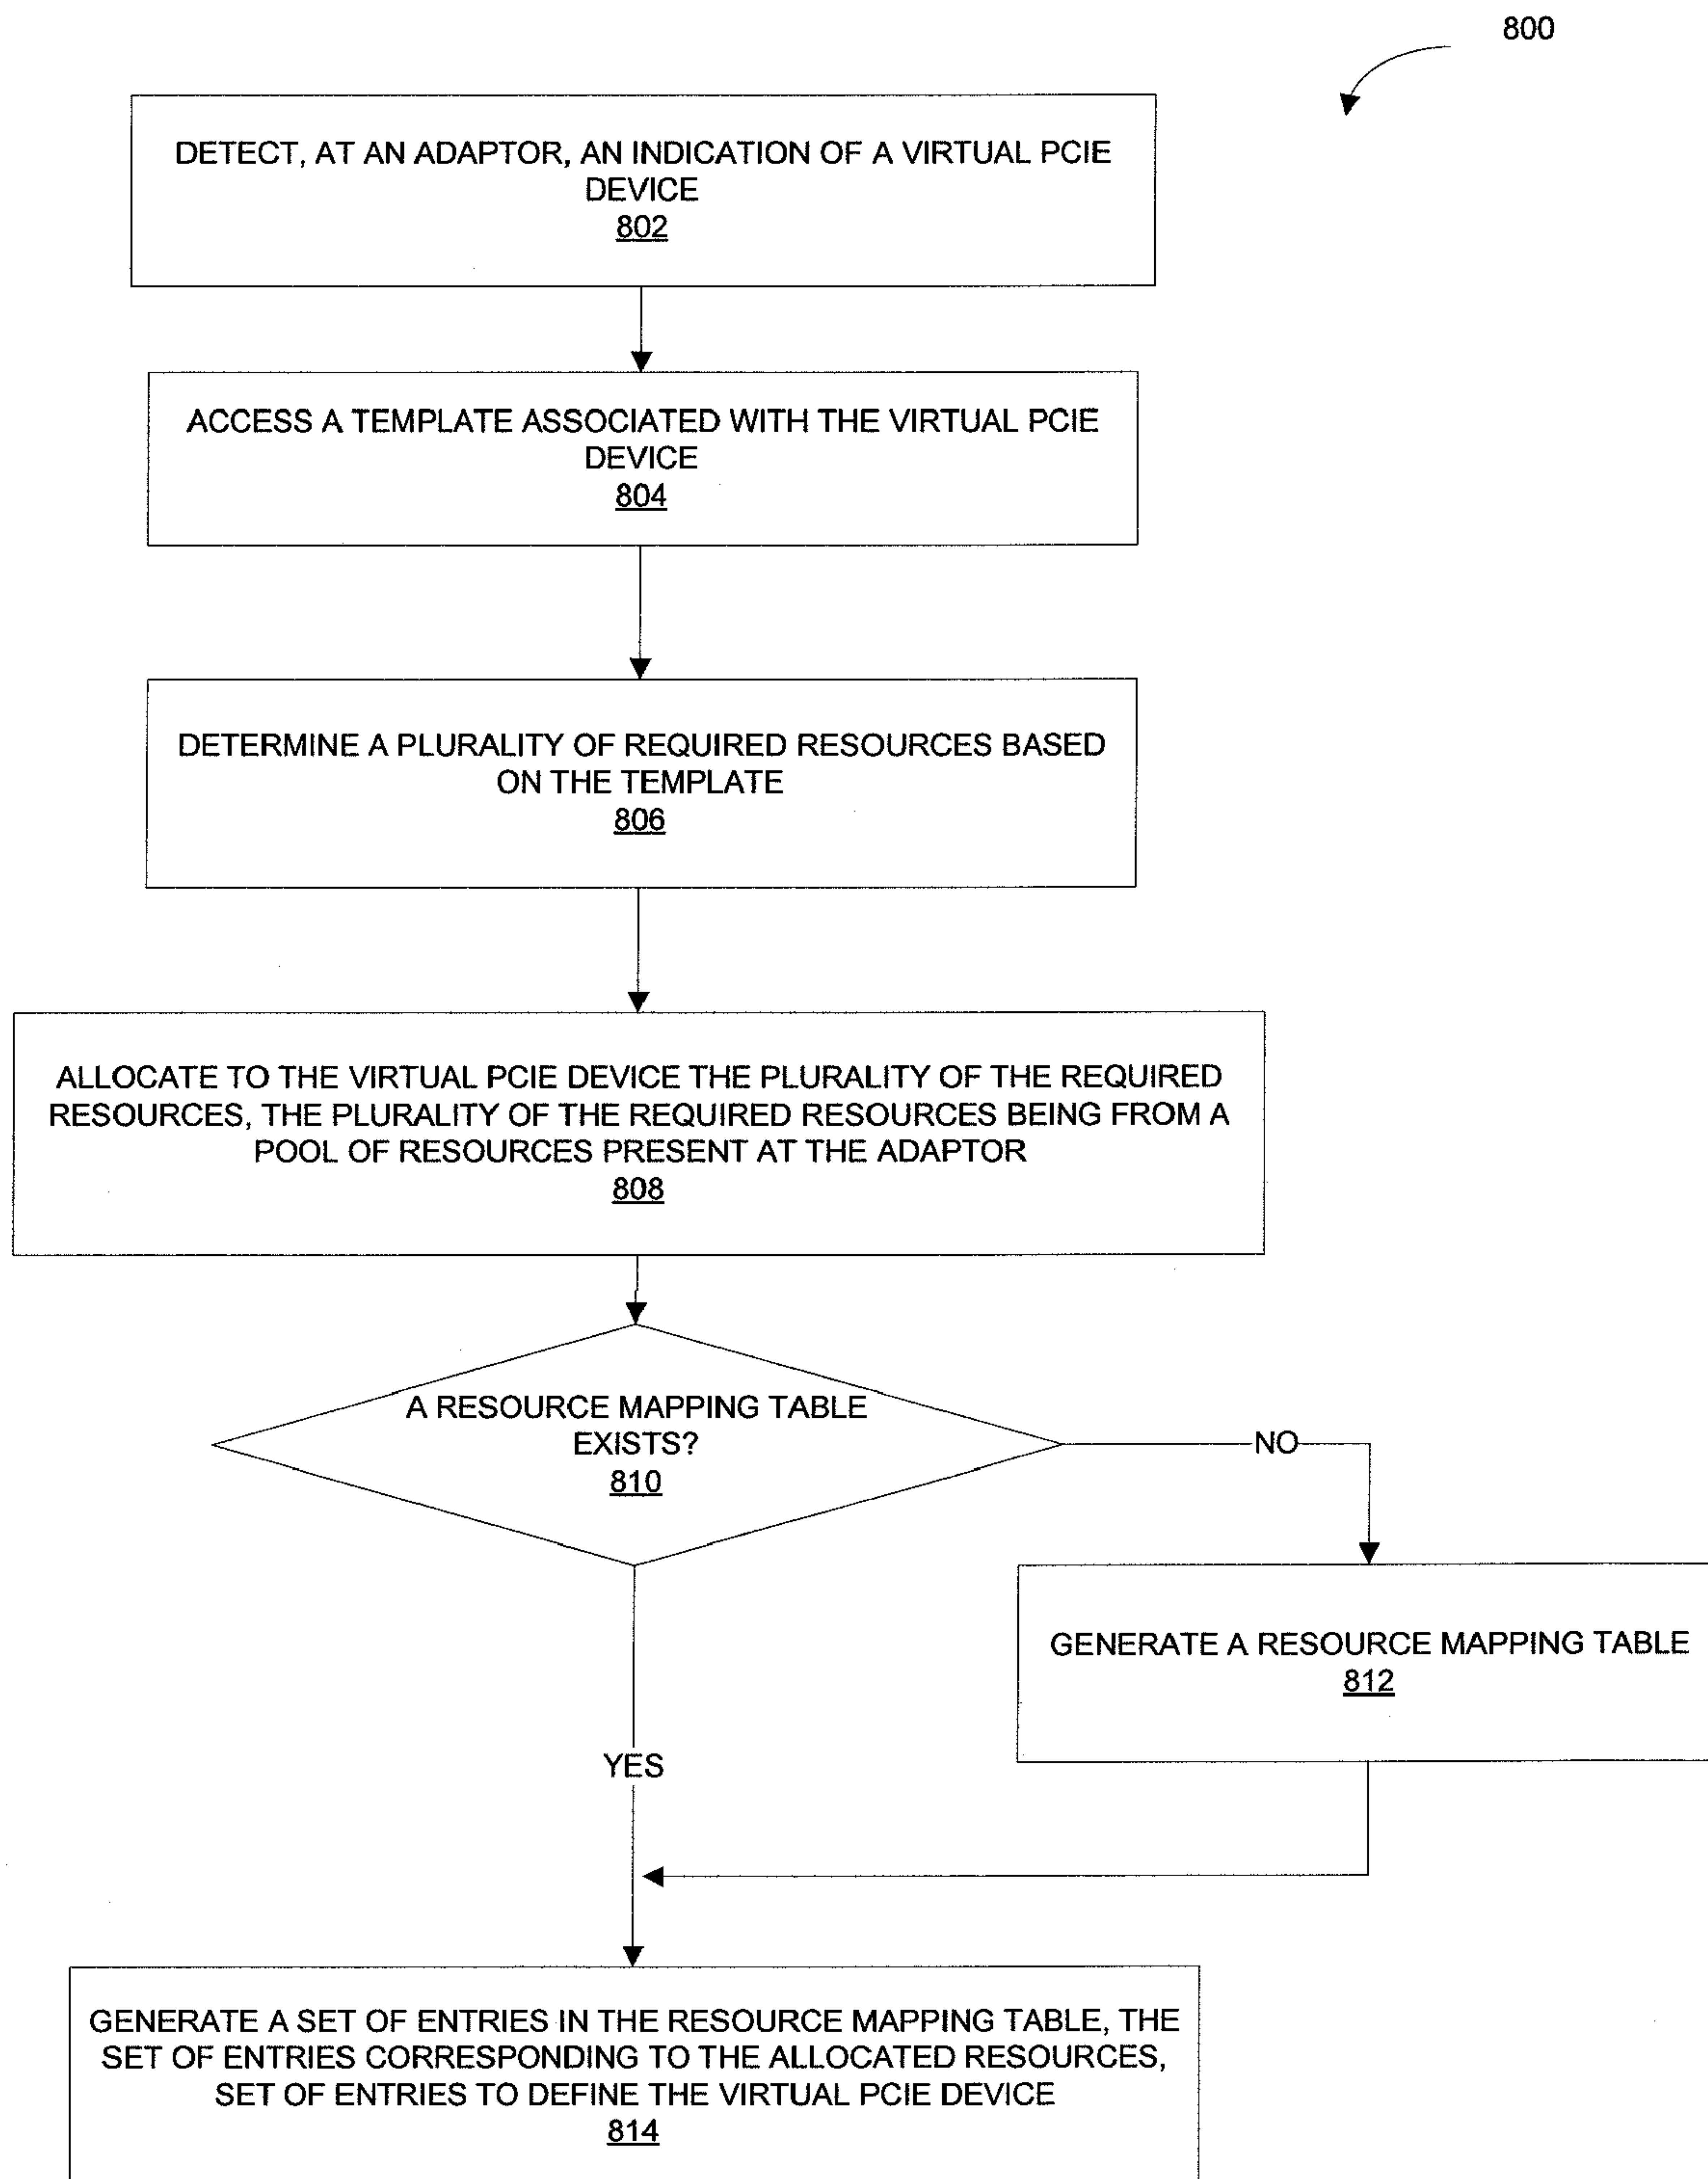 800
DETECT, AT AN ADAPTOR, AN INDICATION OF A VIRTUAL PCIE
DEVICE
802
ACCESS A TEMPLATE ASSOCIATED WITH THE VIRTUAL PCIE
DEVICE
804
DETERMINE A PLURALITY OF REQUIRED RESOURCES BASED
ON THE TEMPLATE
806
ALLOCATE TO THE VIRTUAL PCIE DEVICE THE PLURALITY OF THE REQUIRED
RESOURCES, THE PLURALITY OF THE REQUIRED RESOURCES BEING FROM A
POOL OF RESOURCES PRESENT AT THE ADAPTOR
808
A RESOURCE MAPPING TABLE
EXISTS?
810
NO
GENERATE A RESOURCE MAPPING TABLE
812
YES
GENERATE A SET OF ENTRIES IN THE RESOURCE MAPPING TABLE, THE
SET OF ENTRIES CORRESPONDING TO THE ALLOCATED RESOURCES,
SET OF ENTRIES TO DEFINE THE VIRTUAL PCIE DEVICE
814